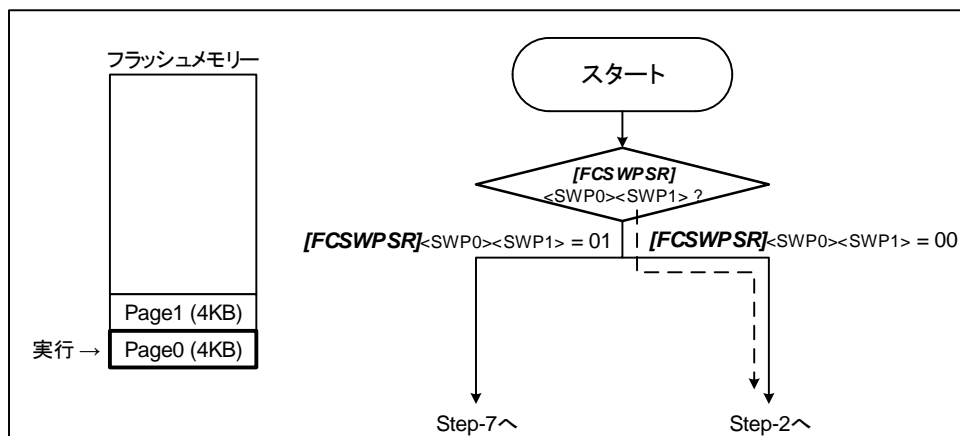 フラッシュメモリー
スタート
[FCSWPSR]
<SWP0><SWP1> ?
[FCSWPSR]<SWP0><SWP1> = 01
[FCSWPSR]<SWP0><SWP1> = 00
Page1 (4KB)
実行 → Page0 (4KB)
Step-7へ
Step-2へ